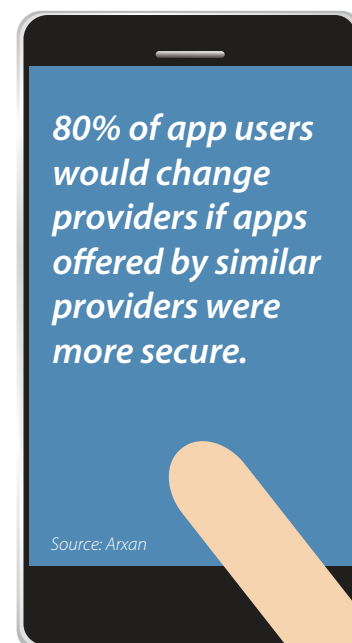 80% of app users
would change
providers if apps
offered by similar
providers were
more secure.
Source: Arxan